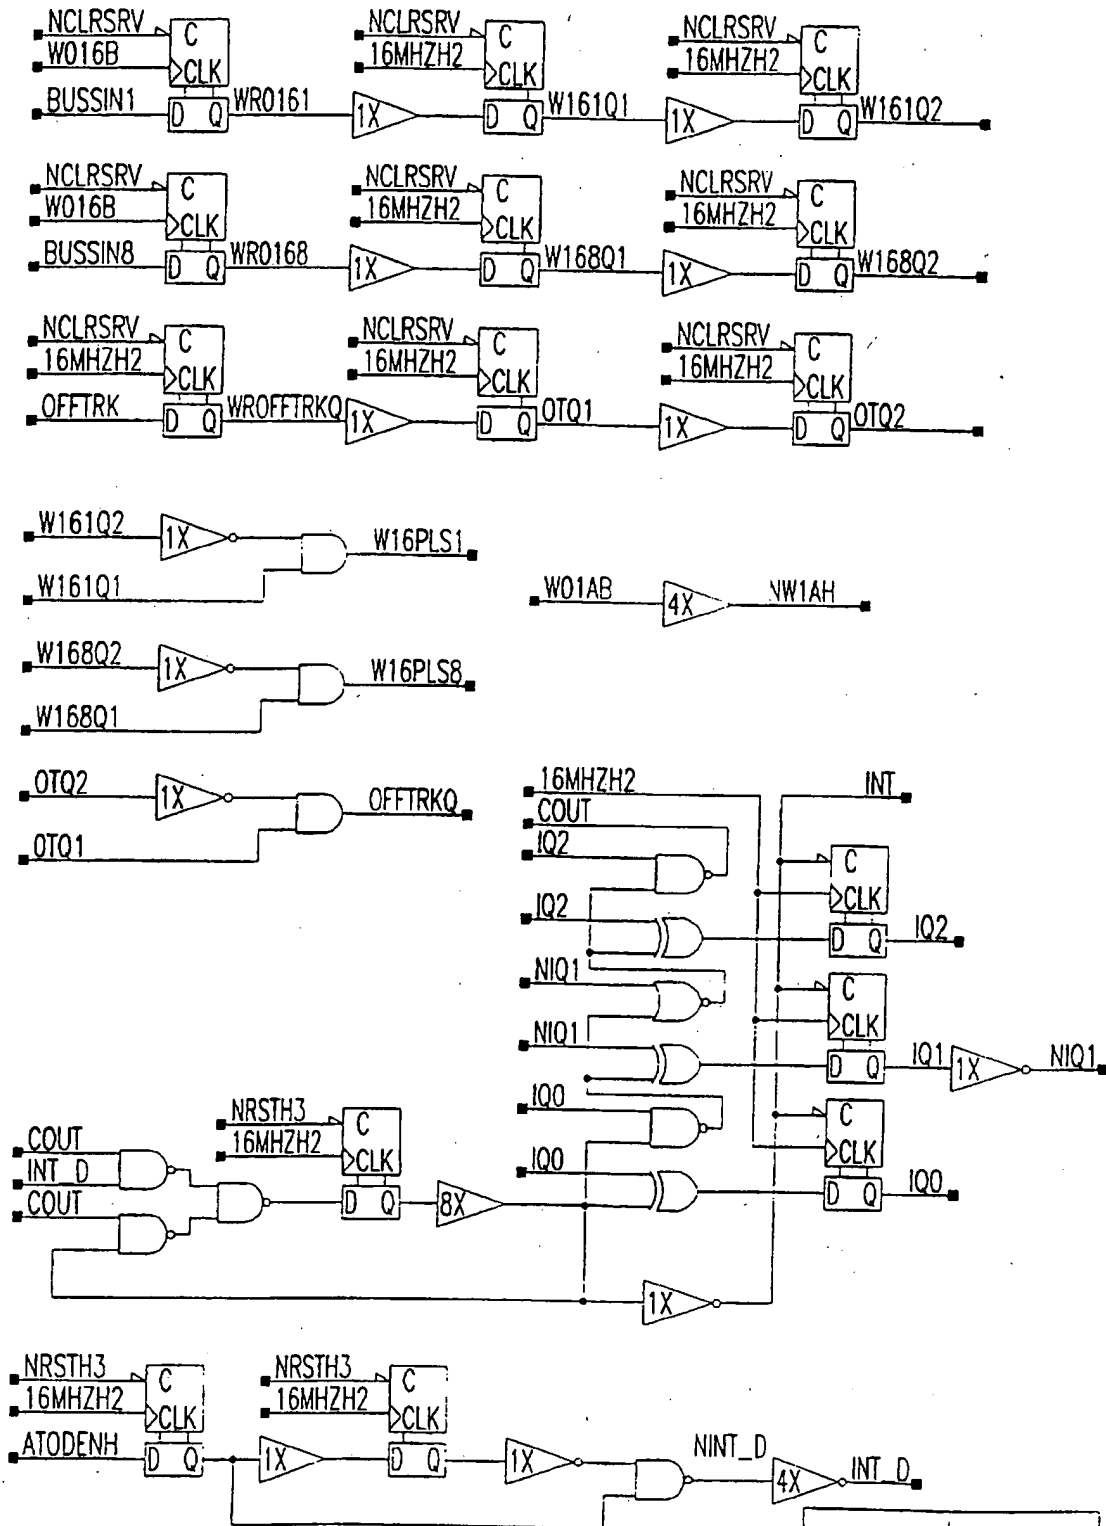 NCLRSRV C NCLRSRV C NCLRSRV C
W016B CLK 16MHZH2 CLK 16MHZH2 CLK
BUSSIN1 D Q WR0161 1X D Q W161Q1 1X D Q W161Q2
NCLRSRV C NCLRSRV C NCLRSRV C
W016B CLK 16MHZH2 CLK 16MHZH2 CLK
BUSSIN8 D Q WR0168 1X D Q W168Q1 1X D Q W168Q2
NCLRSRV C NCLRSRV C NCLRSRV C
16MHZH2 CLK 16MHZH2 CLK 16MHZH2 CLK
OFFTRK D Q WROFFTRKQ 1X D Q OTQ1 1X D Q OTQ2
W161Q2 1X W16PLS1
W161Q1
W01AB 4X NW1AH
W168Q2 1X W16PLS8
W168Q1
OTQ2 1X OFFTRKQ
OTQ1
16MHZH2 INT
COUT
IQ2 C
CLK
IQ2 D Q IQ2
NIQ1 C
CLK
NIQ1 D Q IQ1 1X NIQ1
IQ0 C
CLK
IQ0 D Q IQ0
NRSTH3 C
COUT 16MHZH2 CLK
INT_D
COUT D Q 8X
1X
NRSTH3 C NRSTH3 C
16MHZH2 CLK 16MHZH2 CLK
ATODENH D Q 1X D Q 1X NINT_D 4X INT_D